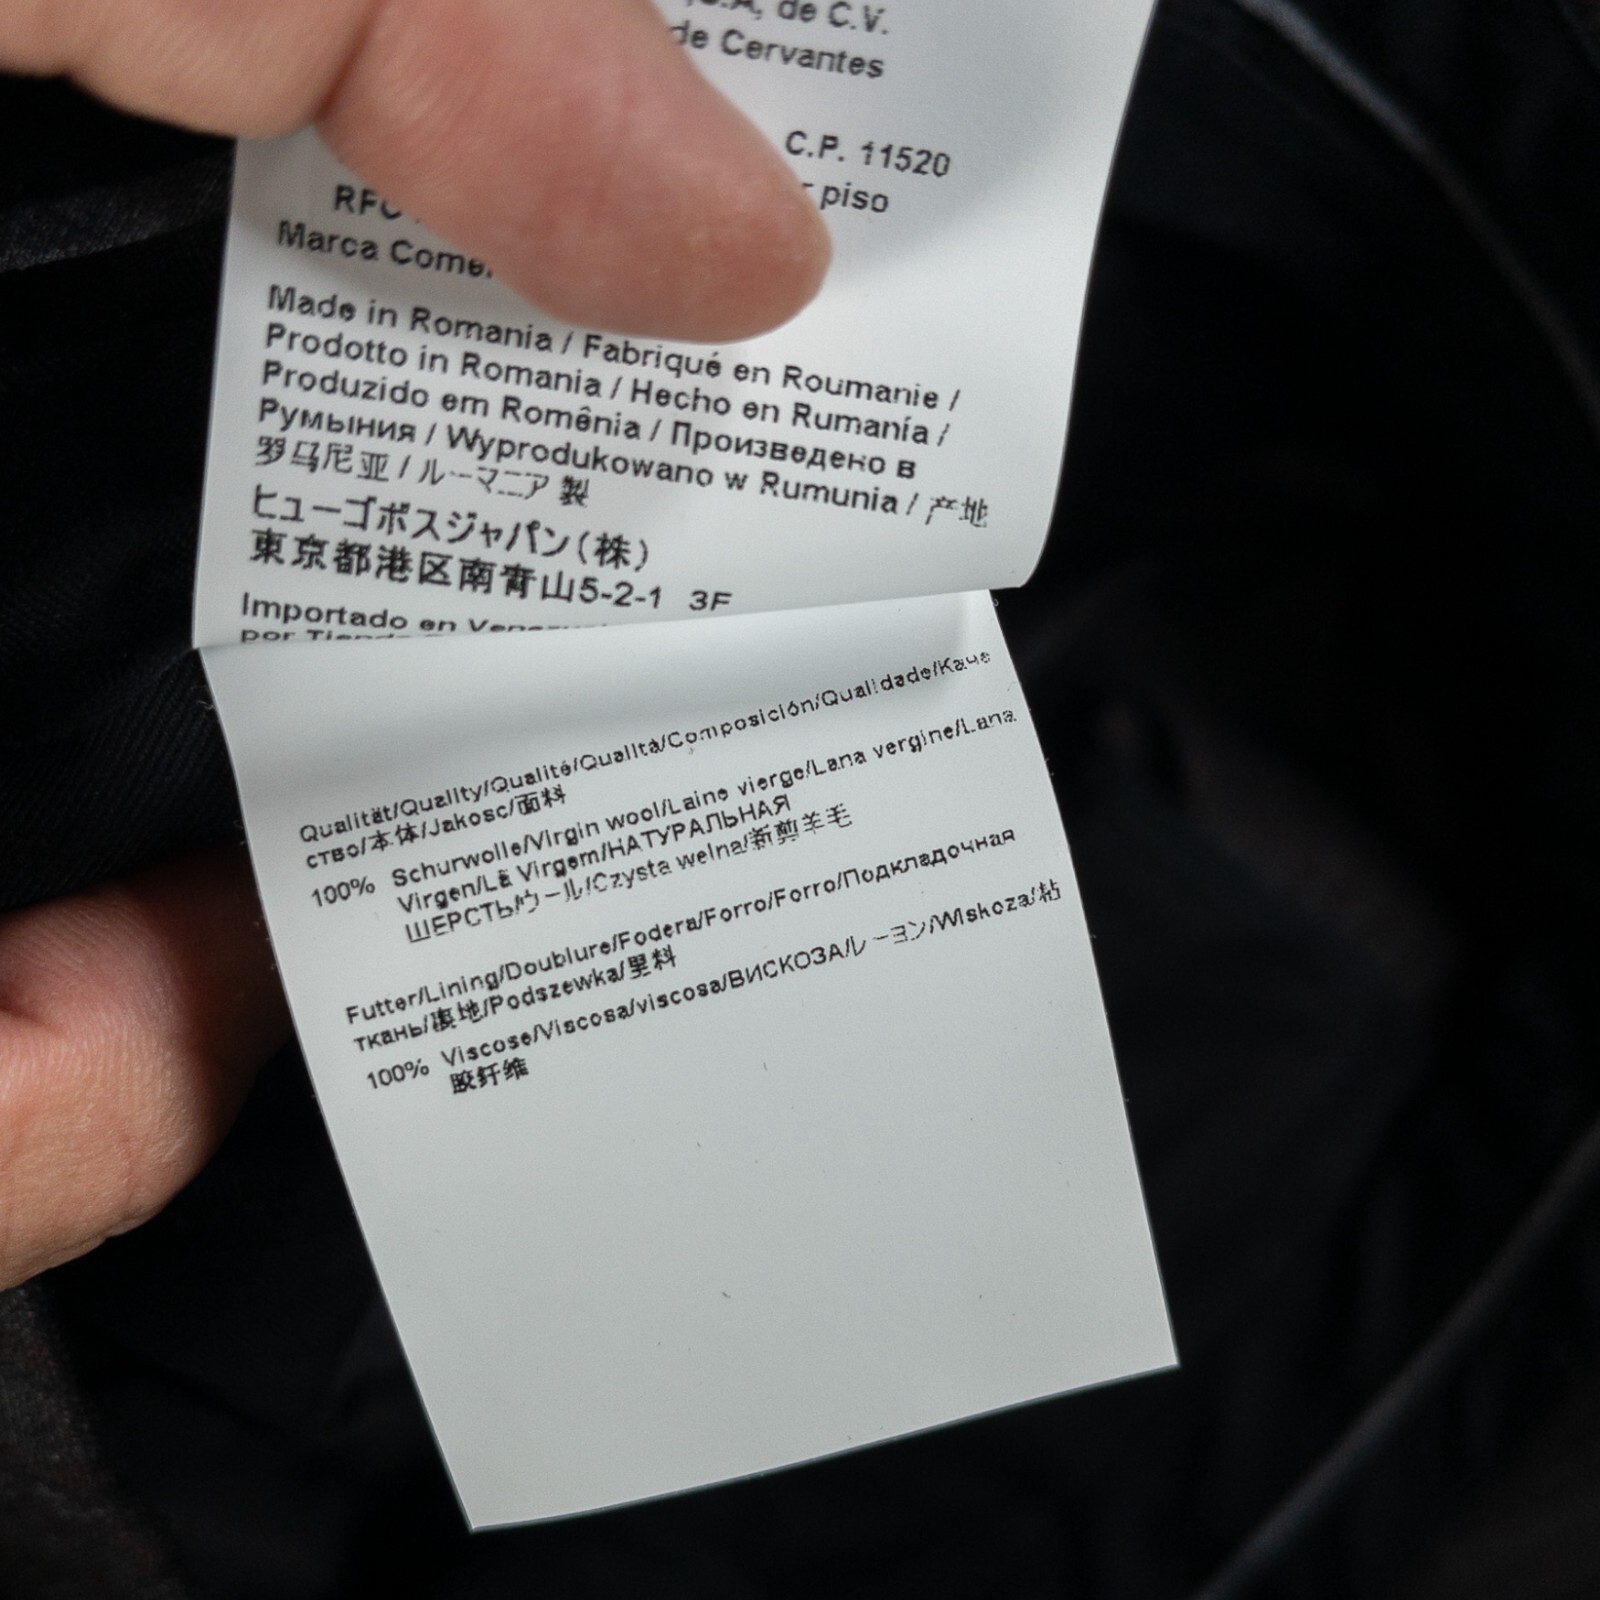 de C.V.
de Cervantes
C.P. 11520
piso
RFC
Marca
Made in Romania / Fabriqué en Roumanie /
Prodotto in Romania / Hecho en Rumanía /
Produzido em Romênia / Произведено в
Румыния / Wyprodukowano w Rumunia / 产地
罗马尼亚 / ルーマニア 製
ヒューゴボスジャパン(株)
東京都港区南青山5-2-1 3F
Importado en
por
Qualität/Quality/Qualité/Qualità/Composición/Qualidade/Каче
ство/本体/Jakosc/面料
100% Schurwolle/Virgin wool/Laine vierge/Lana vergine/Lana
Virgen/Lã Virgem/НАТУРАЛЬНАЯ
ШЕРСТЬ/ウール/Czysta welna/新剪羊毛
Futter/Lining/Doublure/Fodera/Forro/Forro/Подкладочная
ткань/裏地/Podszewka/里料
100% Viscose/Viscosa/viscosa/ВИСКОЗА/レーヨン/Wiskoza/粘
胶纤维